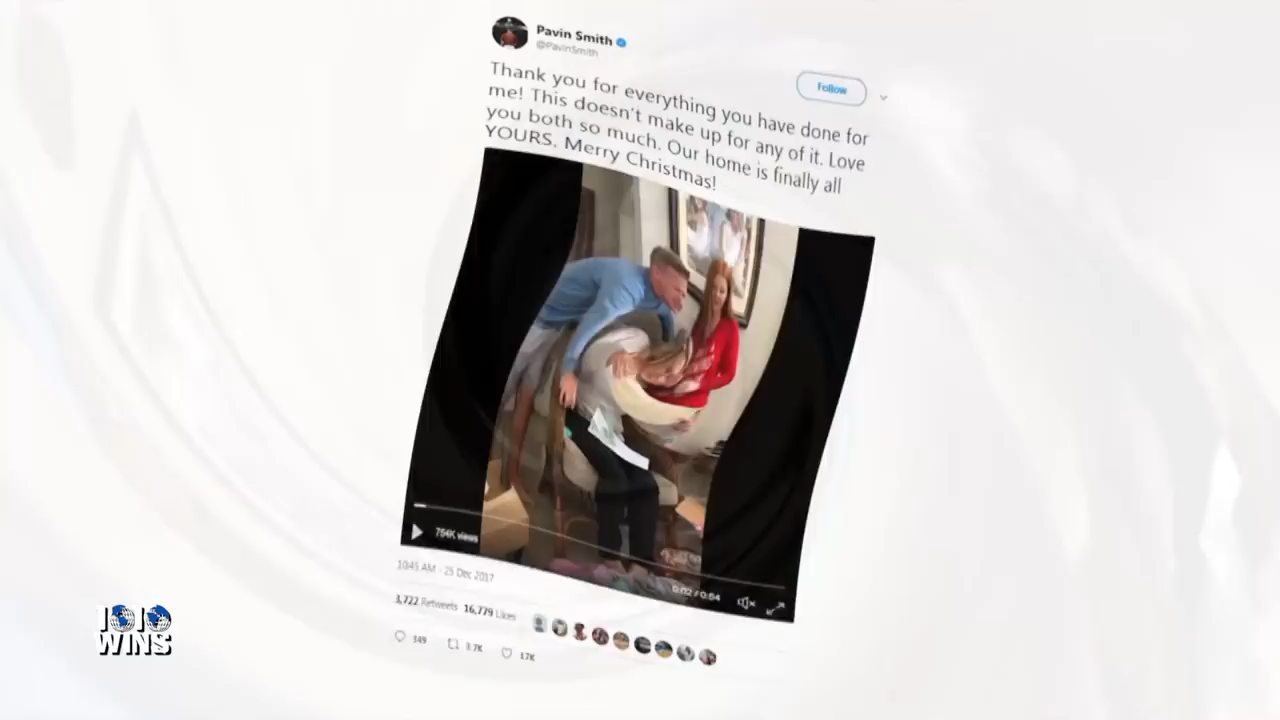 Pavin Smith
@PavinSmith
Follow
Thank you for everything you have done for
me! This doesn't make up for any of it. Love
you both so much. Our home is finally all
YOURS. Merry Christmas!
754K views
0:02 / 0:54
10:45 AM - 25 Dec 2017
3,722 Retweets 16,779 Likes
349 3.7K 17K
1010
WINS